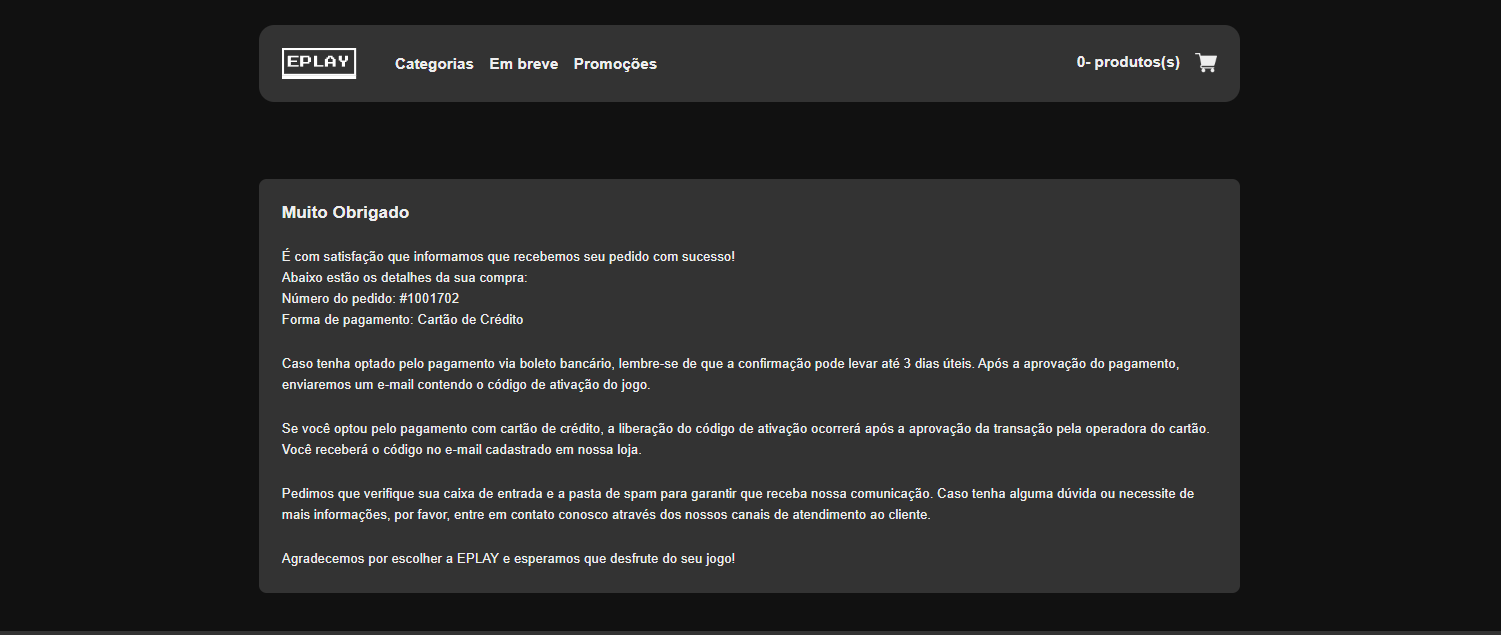 EPLAY
Categorias Em breve Promoções
0- produtos(s)
Muito Obrigado
É com satisfação que informamos que recebemos seu pedido com sucesso!
Abaixo estão os detalhes da sua compra:
Número do pedido: #1001702
Forma de pagamento: Cartão de Crédito
Caso tenha optado pelo pagamento via boleto bancário, lembre-se de que a confirmação pode levar até 3 dias úteis. Após a aprovação do pagamento,
enviaremos um e-mail contendo o código de ativação do jogo.
Se você optou pelo pagamento com cartão de crédito, a liberação do código de ativação ocorrerá após a aprovação da transação pela operadora do cartão.
Você receberá o código no e-mail cadastrado em nossa loja.
Pedimos que verifique sua caixa de entrada e a pasta de spam para garantir que receba nossa comunicação. Caso tenha alguma dúvida ou necessite de
mais informações, por favor, entre em contato conosco através dos nossos canais de atendimento ao cliente.
Agradecemos por escolher a EPLAY e esperamos que desfrute do seu jogo!